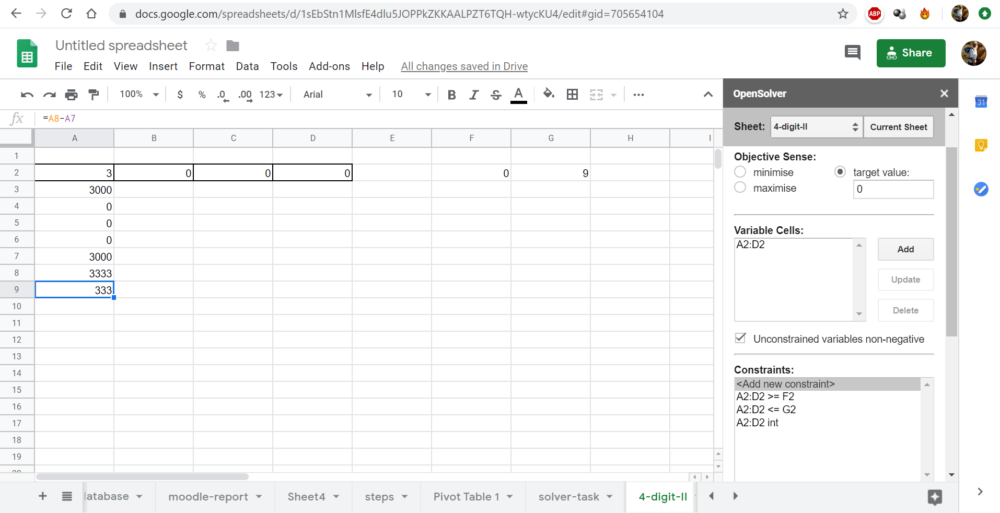 docs.google.com/spreadsheets/d/1sEbStn1MlsfE4dlu5JOPPkZKKAALPZT6TQH-wtycKU4/edit#gid=705654104
ABP
Untitled spreadsheet
File Edit View Insert Format Data Tools Add-ons Help All changes saved in Drive
Share
100% $ % .0 .00 123 Arial 10 B I S A
fx =A8-A7
A B C D E F G H I
1
2 3 0 0 0 0 9
3 3000
4 0
5 0
6 0
7 3000
8 3333
9 333
10
11
12
13
14
15
16
17
18
19
20
OpenSolver
Sheet: 4-digit-II Current Sheet
Objective Sense:
minimise target value:
maximise 0
Variable Cells:
A2:D2
Add
Update
Delete
Unconstrained variables non-negative
Constraints:
<Add new constraint>
A2:D2 >= F2
A2:D2 <= G2
A2:D2 int
31
atabase moodle-report Sheet4 steps Pivot Table 1 solver-task 4-digit-II